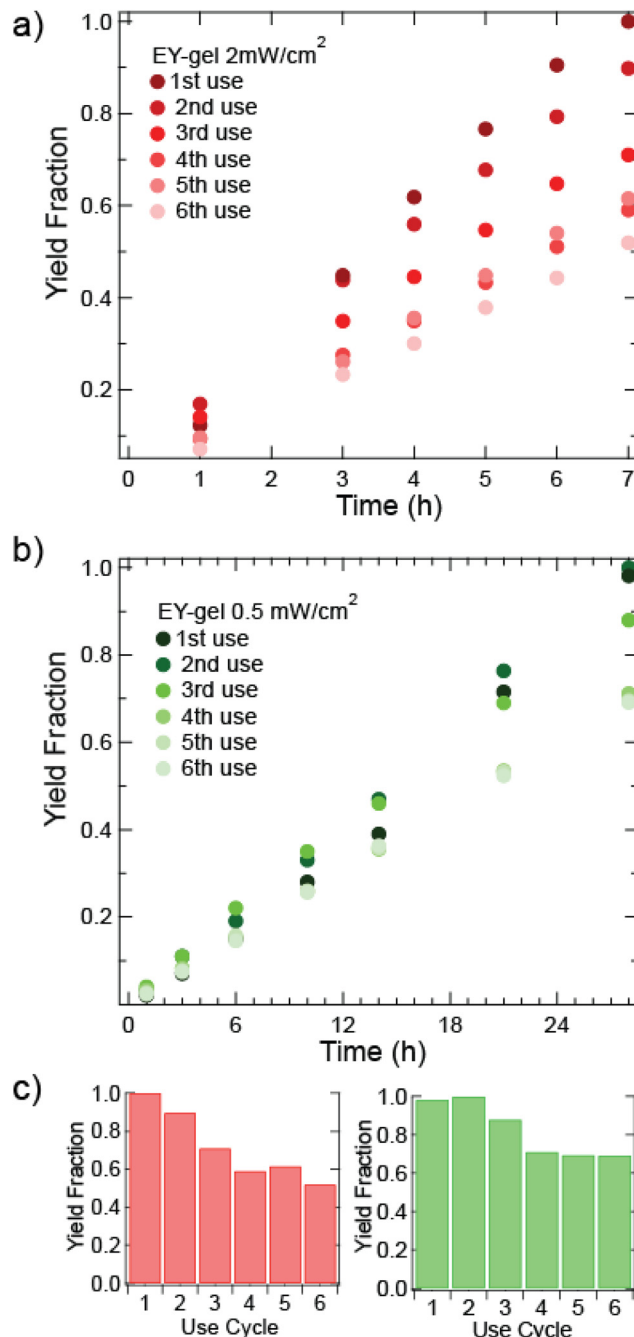 a)
1.0
0.8
0.6
0.4
0.2
Yield Fraction
EY-gel 2mW/cm²
1st use
2nd use
3rd use
4th use
5th use
6th use
0 1 2 3 4 5 6 7
Time (h)
b)
1.0
0.8
0.6
0.4
0.2
Yield Fraction
EY-gel 0.5 mW/cm²
1st use
2nd use
3rd use
4th use
5th use
6th use
0 6 12 18 24
Time (h)
c)
1.0
0.8
0.6
0.4
0.2
0.0
Yield Fraction
1 2 3 4 5 6
Use Cycle
1.0
0.8
0.6
0.4
0.2
0.0
Yield Fraction
1 2 3 4 5 6
Use Cycle